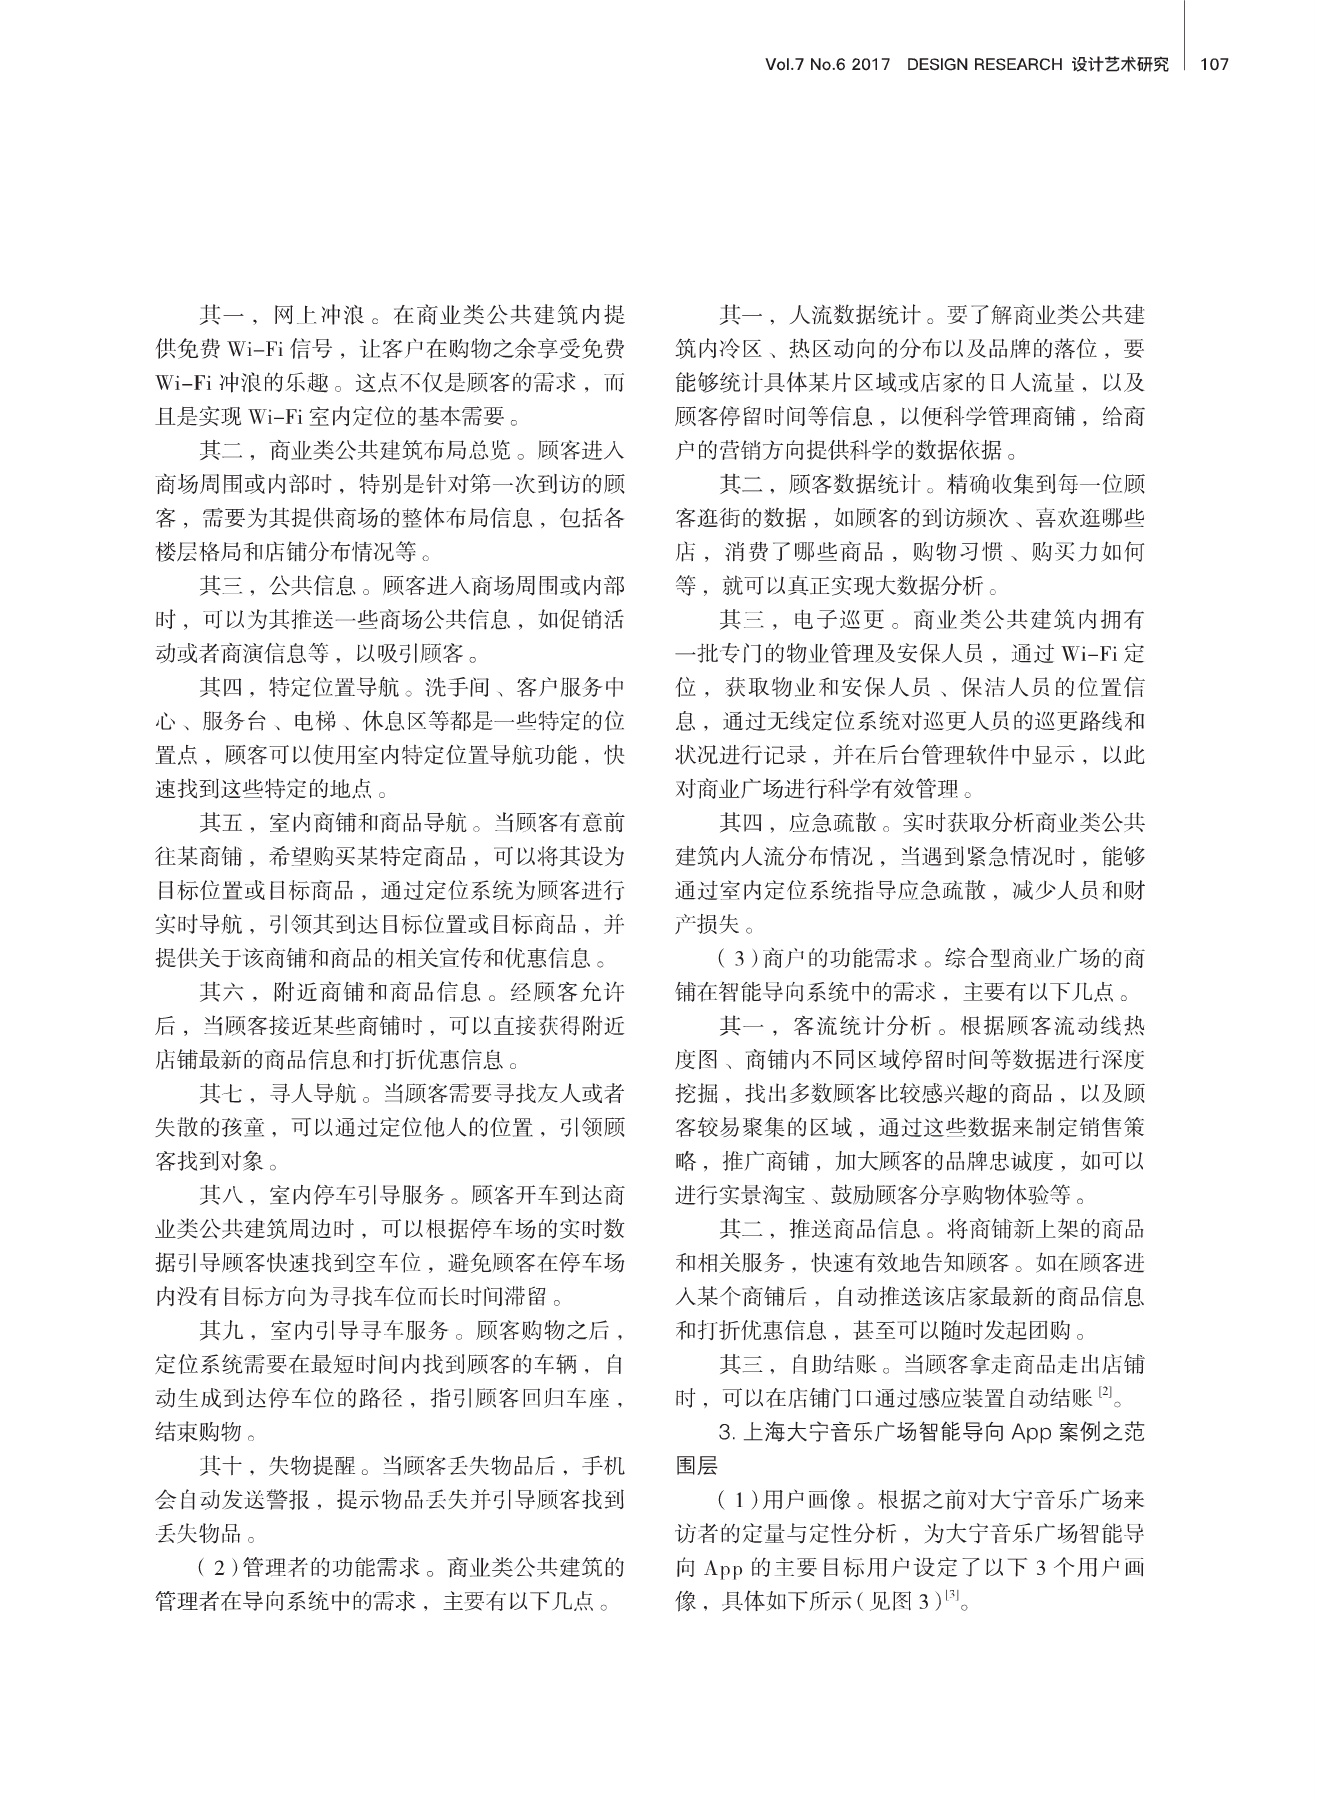 Vol.7 No.6 2017 DESIGN RESEARCH 设计艺术研究 107
其一，网上冲浪。在商业类公共建筑内提
供免费 Wi-Fi 信号，让客户在购物之余享受免费
Wi-Fi 冲浪的乐趣。这点不仅是顾客的需求，而
且是实现 Wi-Fi 室内定位的基本需要。
其二，商业类公共建筑布局总览。顾客进入
商场周围或内部时，特别是针对第一次到访的顾
客，需要为其提供商场的整体布局信息，包括各
楼层格局和店铺分布情况等。
其三，公共信息。顾客进入商场周围或内部
时，可以为其推送一些商场公共信息，如促销活
动或者商演信息等，以吸引顾客。
其四，特定位置导航。洗手间、客户服务中
心、服务台、电梯、休息区等都是一些特定的位
置点，顾客可以使用室内特定位置导航功能，快
速找到这些特定的地点。
其五，室内商铺和商品导航。当顾客有意前
往某商铺，希望购买某特定商品，可以将其设为
目标位置或目标商品，通过定位系统为顾客进行
实时导航，引领其到达目标位置或目标商品，并
提供关于该商铺和商品的相关宣传和优惠信息。
其六，附近商铺和商品信息。经顾客允许
后，当顾客接近某些商铺时，可以直接获得附近
店铺最新的商品信息和打折优惠信息。
其七，寻人导航。当顾客需要寻找友人或者
失散的孩童，可以通过定位他人的位置，引领顾
客找到对象。
其八，室内停车引导服务。顾客开车到达商
业类公共建筑周边时，可以根据停车场的实时数
据引导顾客快速找到空车位，避免顾客在停车场
内没有目标方向为寻找车位而长时间滞留。
其九，室内引导寻车服务。顾客购物之后，
定位系统需要在最短时间内找到顾客的车辆，自
动生成到达停车位的路径，指引顾客回归车座，
结束购物。
其十，失物提醒。当顾客丢失物品后，手机
会自动发送警报，提示物品丢失并引导顾客找到
丢失物品。
（2）管理者的功能需求。商业类公共建筑的
管理者在导向系统中的需求，主要有以下几点。
其一，人流数据统计。要了解商业类公共建
筑内冷区、热区动向的分布以及品牌的落位，要
能够统计具体某片区域或店家的日人流量，以及
顾客停留时间等信息，以便科学管理商铺，给商
户的营销方向提供科学的数据依据。
其二，顾客数据统计。精确收集到每一位顾
客逛街的数据，如顾客的到访频次、喜欢逛哪些
店，消费了哪些商品，购物习惯、购买力如何
等，就可以真正实现大数据分析。
其三，电子巡更。商业类公共建筑内拥有
一批专门的物业管理及安保人员，通过 Wi-Fi 定
位，获取物业和安保人员、保洁人员的位置信
息，通过无线定位系统对巡更人员的巡更路线和
状况进行记录，并在后台管理软件中显示，以此
对商业广场进行科学有效管理。
其四，应急疏散。实时获取分析商业类公共
建筑内人流分布情况，当遇到紧急情况时，能够
通过室内定位系统指导应急疏散，减少人员和财
产损失。
（3）商户的功能需求。综合型商业广场的商
铺在智能导向系统中的需求，主要有以下几点。
其一，客流统计分析。根据顾客流动线热
度图、商铺内不同区域停留时间等数据进行深度
挖掘，找出多数顾客比较感兴趣的商品，以及顾
客较易聚集的区域，通过这些数据来制定销售策
略，推广商铺，加大顾客的品牌忠诚度，如可以
进行实景淘宝、鼓励顾客分享购物体验等。
其二，推送商品信息。将商铺新上架的商品
和相关服务，快速有效地告知顾客。如在顾客进
入某个商铺后，自动推送该店家最新的商品信息
和打折优惠信息，甚至可以随时发起团购。
其三，自助结账。当顾客拿走商品走出店铺
时，可以在店铺门口通过感应装置自动结账[2]。
3. 上海大宁音乐广场智能导向 App 案例之范
围层
（1）用户画像。根据之前对大宁音乐广场来
访者的定量与定性分析，为大宁音乐广场智能导
向 App 的主要目标用户设定了以下 3 个用户画
像，具体如下所示（见图 3）[3]。